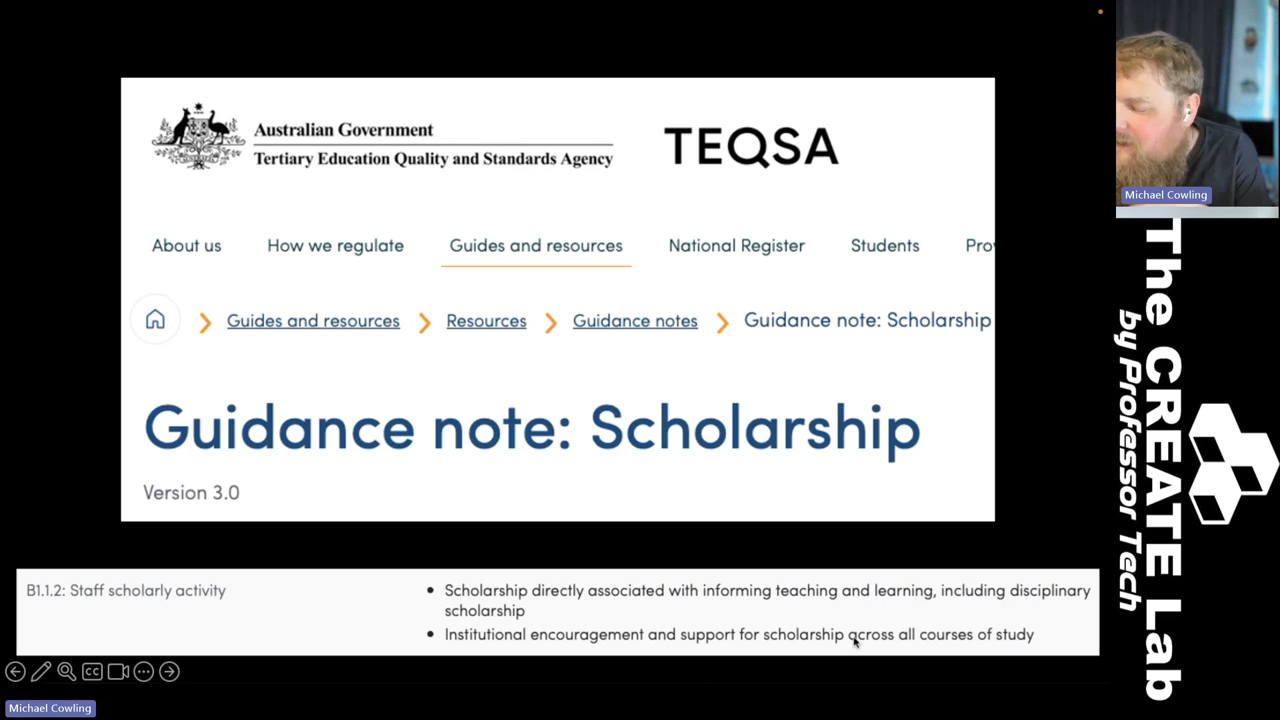 Australian Government
Tertiary Education Quality and Standards Agency
TEQSA
About us
How we regulate
Guides and resources
National Register
Students
Pro
Guides and resources
Resources
Guidance notes
Guidance note: Scholarship
Guidance note: Scholarship
Version 3.0
B1.1.2: Staff scholarly activity
Scholarship directly associated with informing teaching and learning, including disciplinary
scholarship
Institutional encouragement and support for scholarship across all courses of study
CC
Michael Cowling
Michael Cowling
The CREATE Lab
by Professor Tech